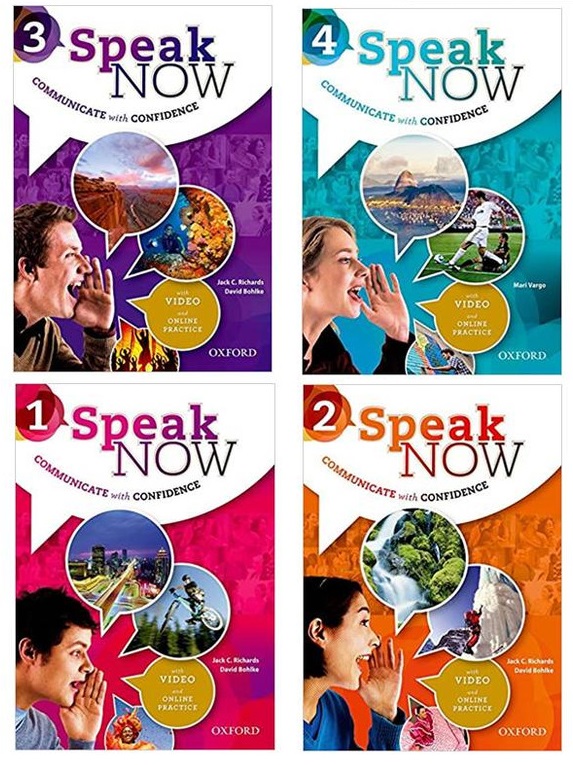 3
Speak
NOW
COMMUNICATE with CONFIDENCE
Jack C. Richards
David Bohlke
with
VIDEO
and
ONLINE
PRACTICE
OXFORD
4
Speak
NOW
COMMUNICATE with CONFIDENCE
Mari Vargo
with
VIDEO
and
ONLINE
PRACTICE
OXFORD
1
Speak
NOW
COMMUNICATE with CONFIDENCE
Jack C. Richards
David Bohlke
with
VIDEO
and
ONLINE
PRACTICE
OXFORD
2
Speak
NOW
COMMUNICATE with CONFIDENCE
Jack C. Richards
David Bohlke
with
VIDEO
and
ONLINE
PRACTICE
OXFORD